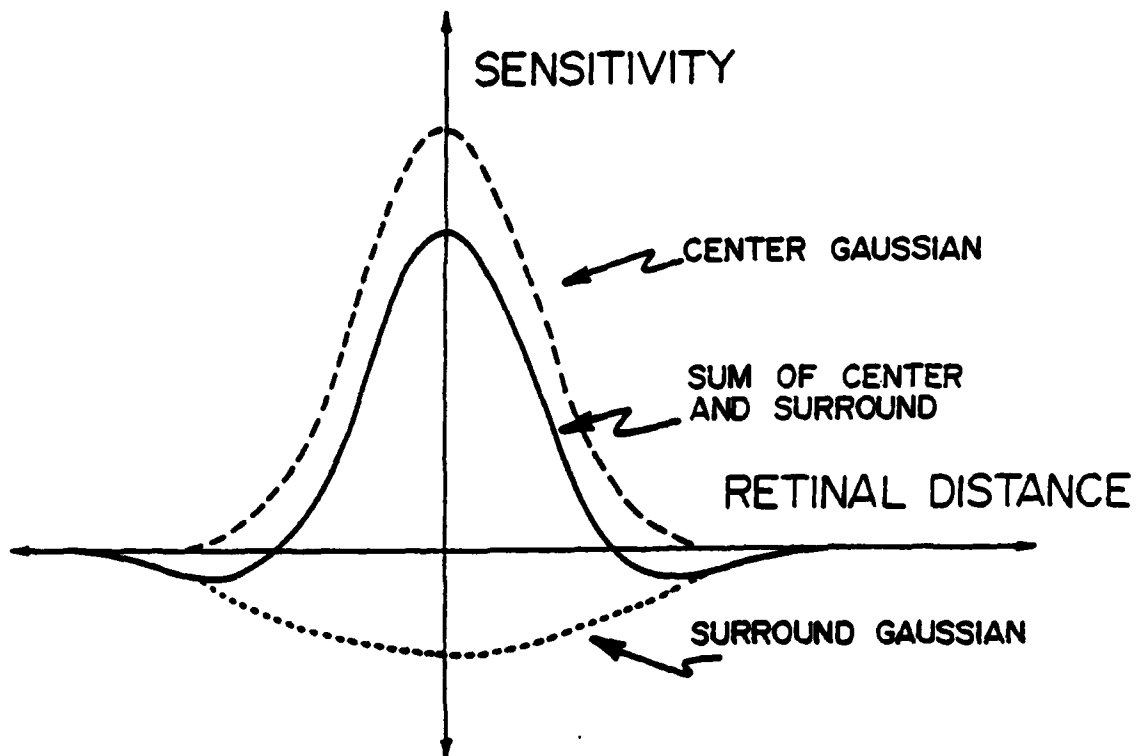 SENSITIVITY
CENTER GAUSSIAN
SUM OF CENTER
AND SURROUND
RETINAL DISTANCE
SURROUND GAUSSIAN